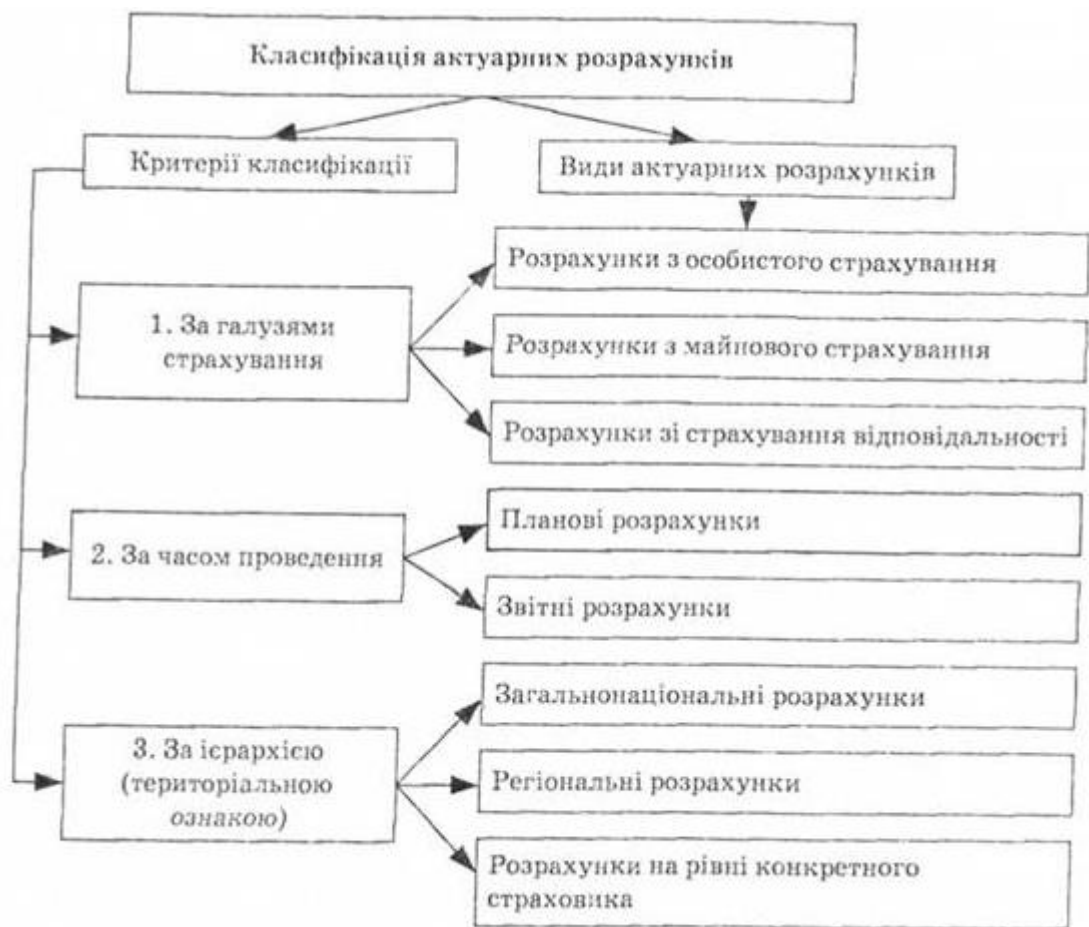 Класифікація актуарних розрахунків
Критерії класифікації
Види актуарних розрахунків
1. За галузями
страхування
Розрахунки з особистого страхування
Розрахунки з майнового страхування
Розрахунки зі страхування відповідальності
2. За часом проведення
Планові розрахунки
Звітні розрахунки
3. За ієрархією
(територіальною
ознакою)
Загальнонаціональні розрахунки
Регіональні розрахунки
Розрахунки на рівні конкретного
страховика